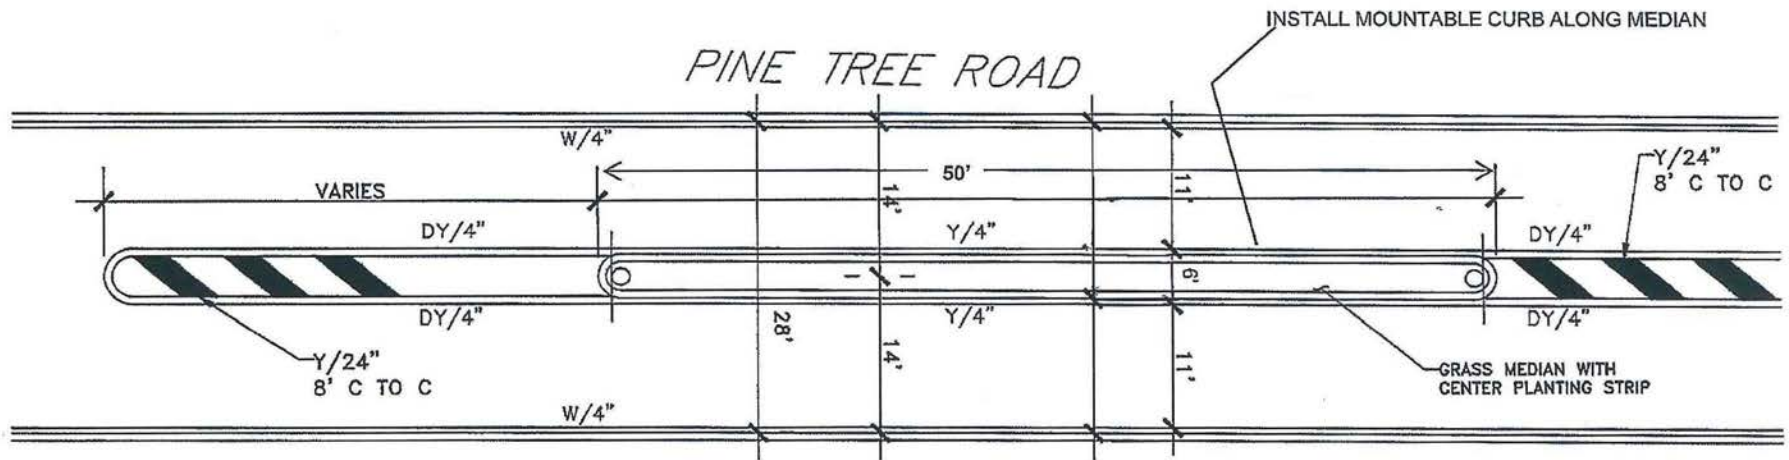 INSTALL MOUNTABLE CURB ALONG MEDIAN
PINE TREE ROAD
W/4"
50'
Y/24"
8' C TO C
VARIES
14'
11'
DY/4"
Y/4"
DY/4"
6'
DY/4"
Y/4"
DY/4"
28'
14'
11'
Y/24"
8' C TO C
GRASS MEDIAN WITH
CENTER PLANTING STRIP
W/4"